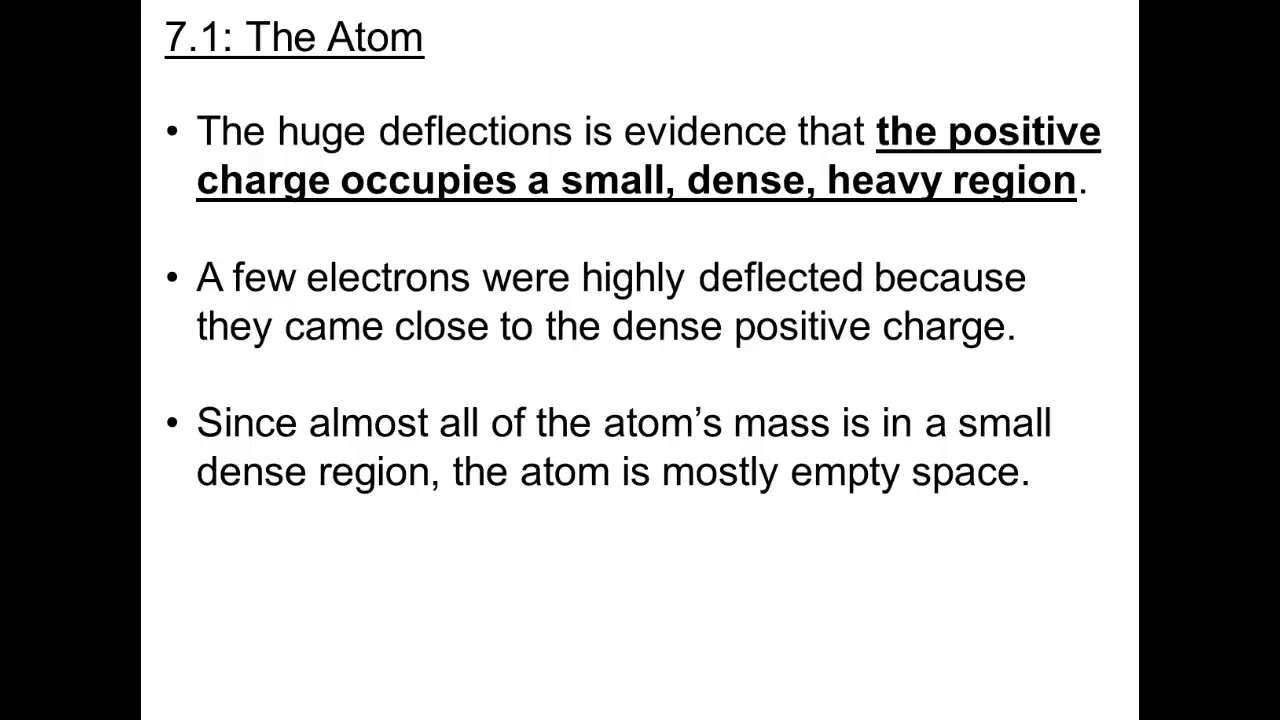 7.1: The Atom
• The huge deflections is evidence that the positive
charge occupies a small, dense, heavy region.
• A few electrons were highly deflected because
they came close to the dense positive charge.
• Since almost all of the atom’s mass is in a small
dense region, the atom is mostly empty space.